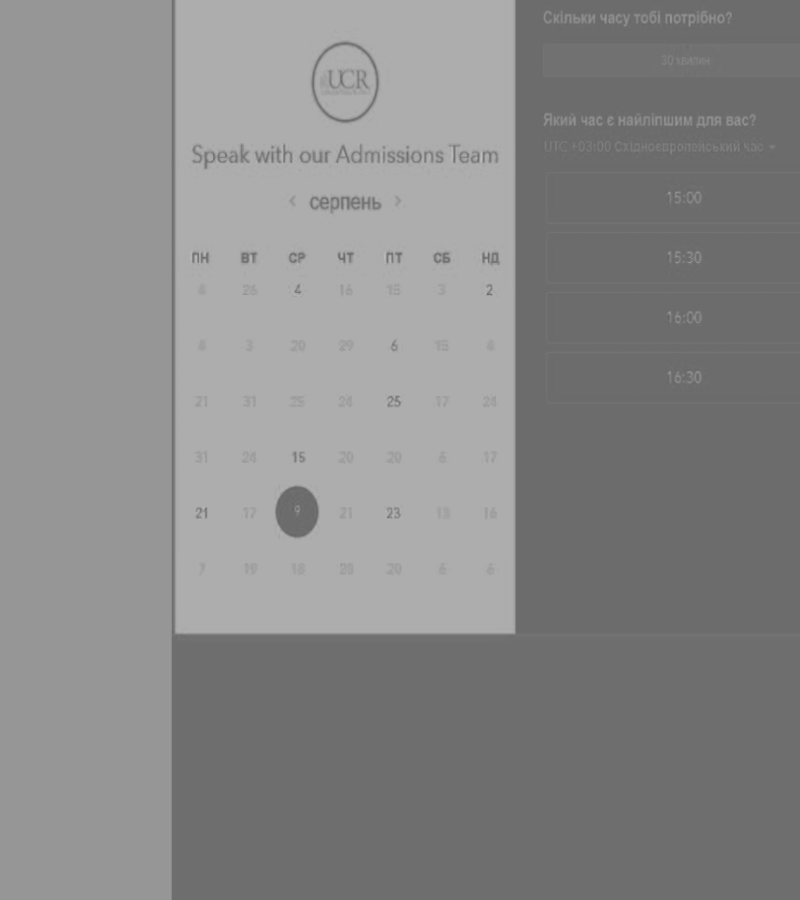 UCR
Speak with our Admissions Team
‹ серпень ›
ПН ВТ СР ЧТ ПТ СБ НД
4 26 4 16 15 3 2
4 3 20 29 6 15 4
21 31 25 24 25 17 24
31 24 15 20 20 6 17
21 17 9 21 23 13 16
7 19 18 20 20 6 6
Скільки часу тобі потрібно?
30 хвилин
Який час є найліпшим для вас?
UTC +03:00 Східноєвропейський час
15:00
15:30
16:00
16:30